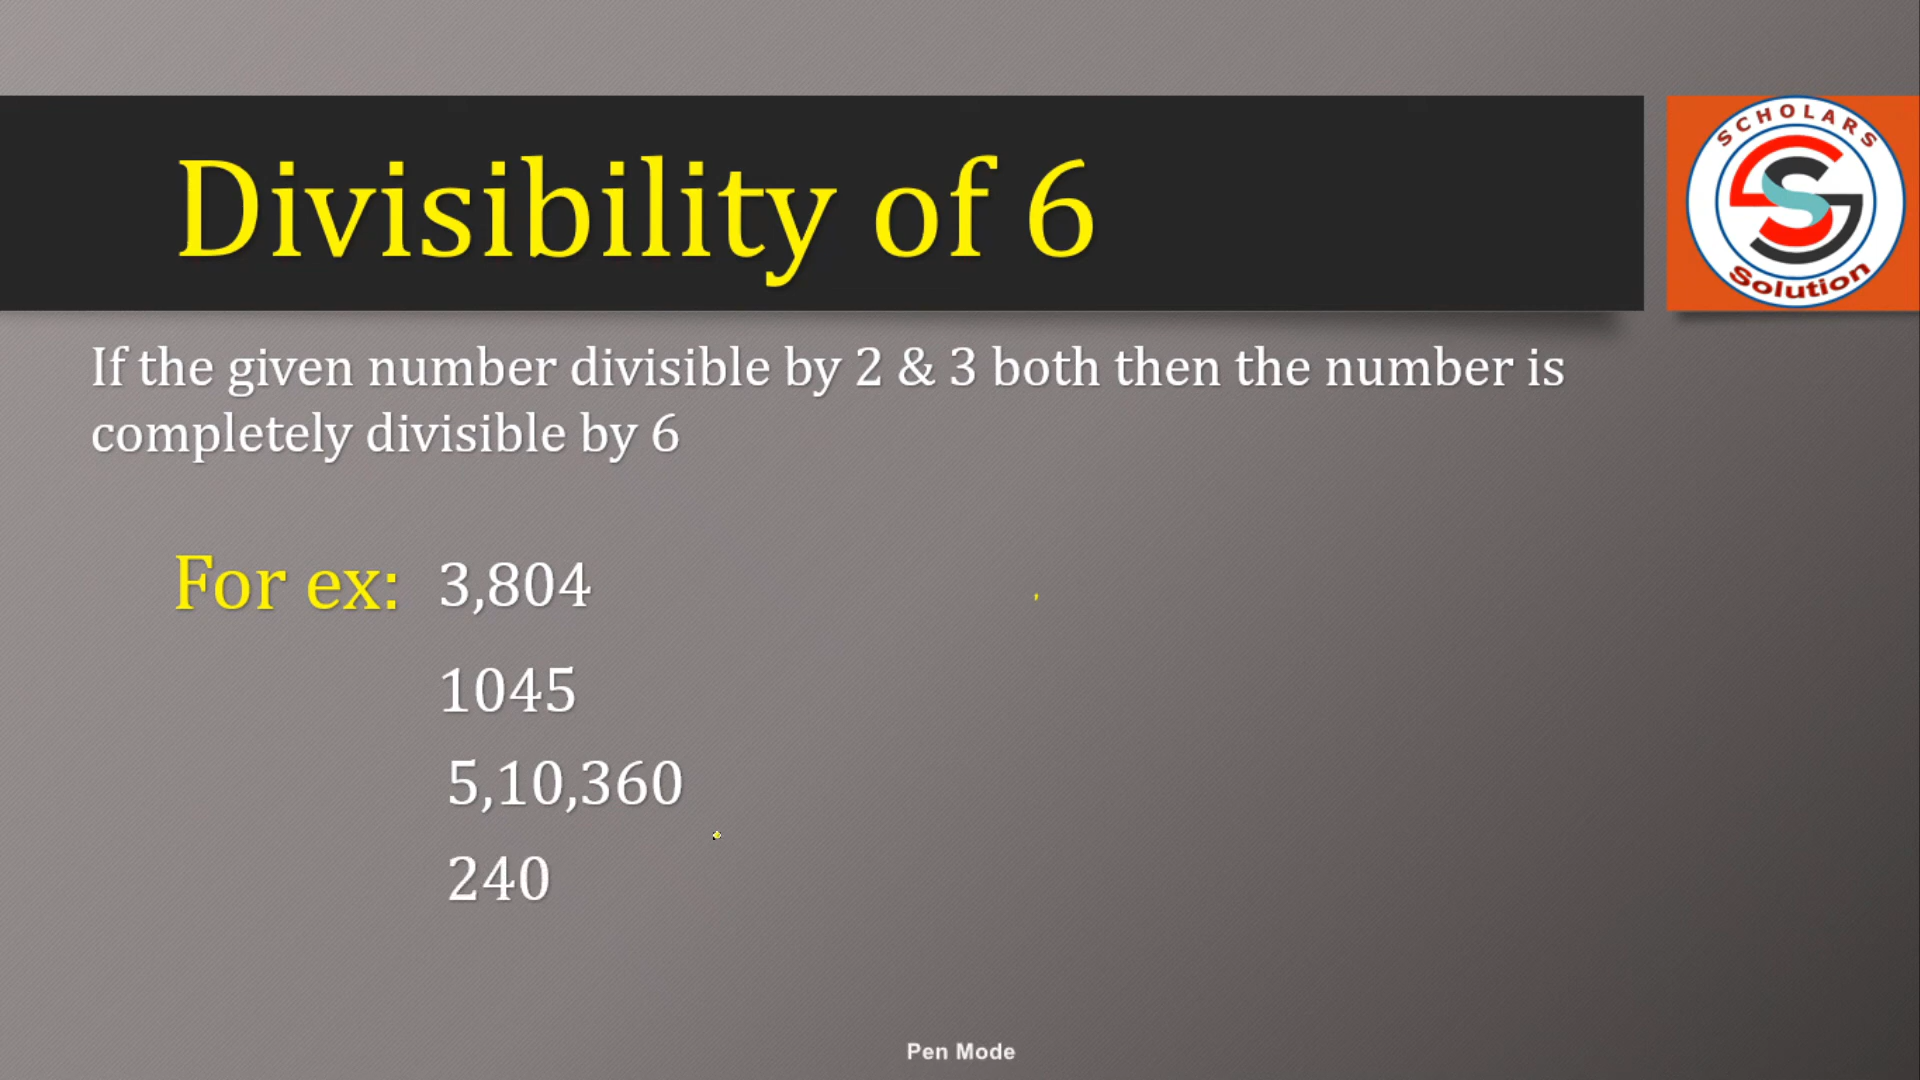 Divisibility of 6
SCHOLARS
Solution
If the given number divisible by 2 & 3 both then the number is
completely divisible by 6
For ex: 3,804
1045
5,10,360
240
Pen Mode